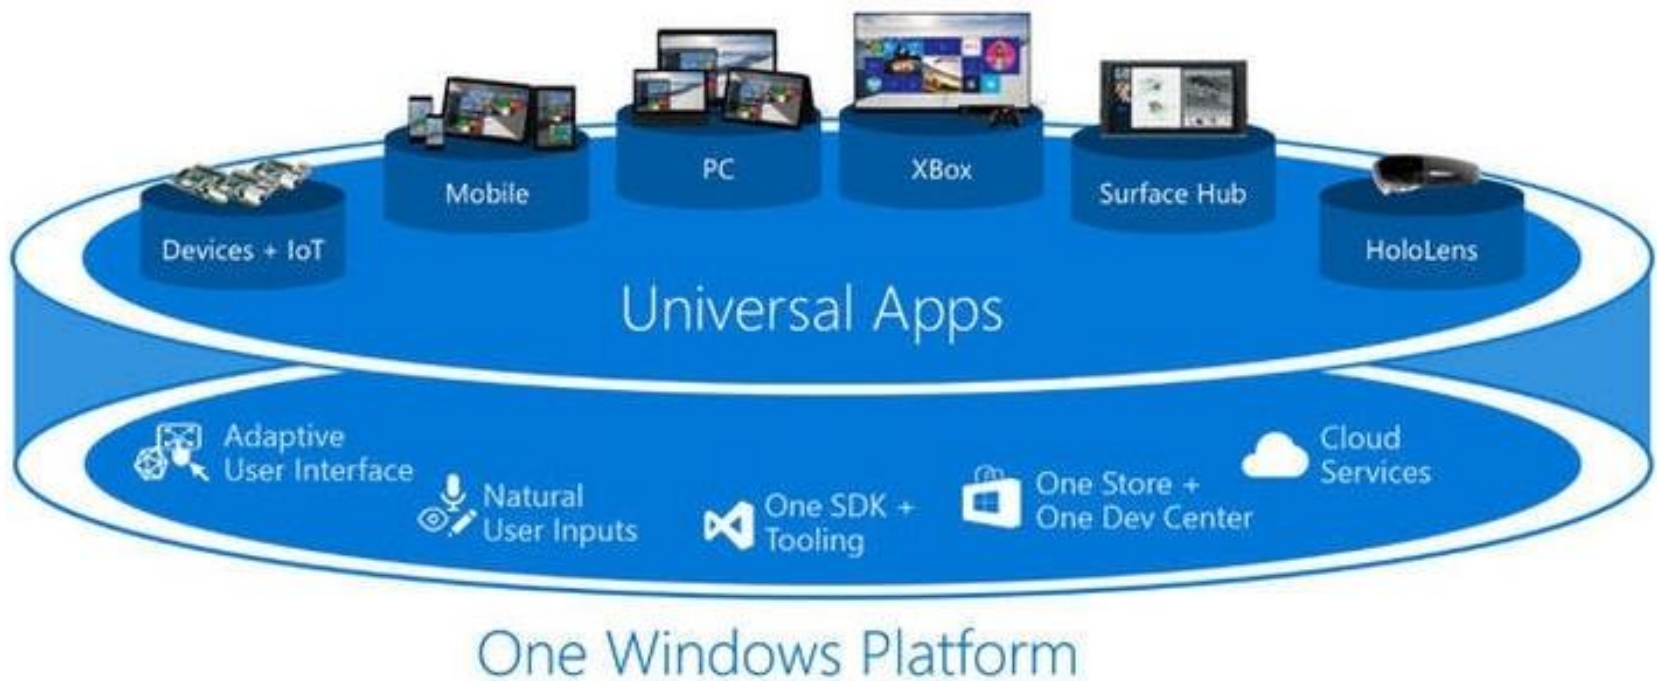 Devices + IoT
Mobile
PC
XBox
Surface Hub
HoloLens
Universal Apps
Adaptive
User Interface
Natural
User Inputs
One SDK +
Tooling
One Store +
One Dev Center
Cloud
Services
One Windows Platform